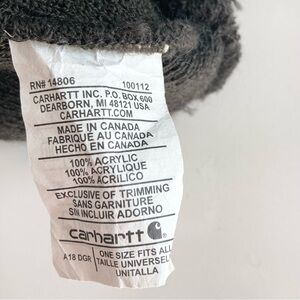 RN# 14806 100112
CARHARTT INC. P.O. BOX 600
DEARBORN, MI 48121 USA
CARHARTT.COM
MADE IN CANADA
FABRIQUE AU CANADA
HECHO EN CANADA
100% ACRYLIC
100% ACRYLIQUE
100% ACRILICO
EXCLUSIVE OF TRIMMING
SANS GARNITURE
SIN INCLUIR ADORNO
carhartt
A18 DGR
ONE SIZE FITS ALL
TAILLE UNIVERSEL
UNITALLA